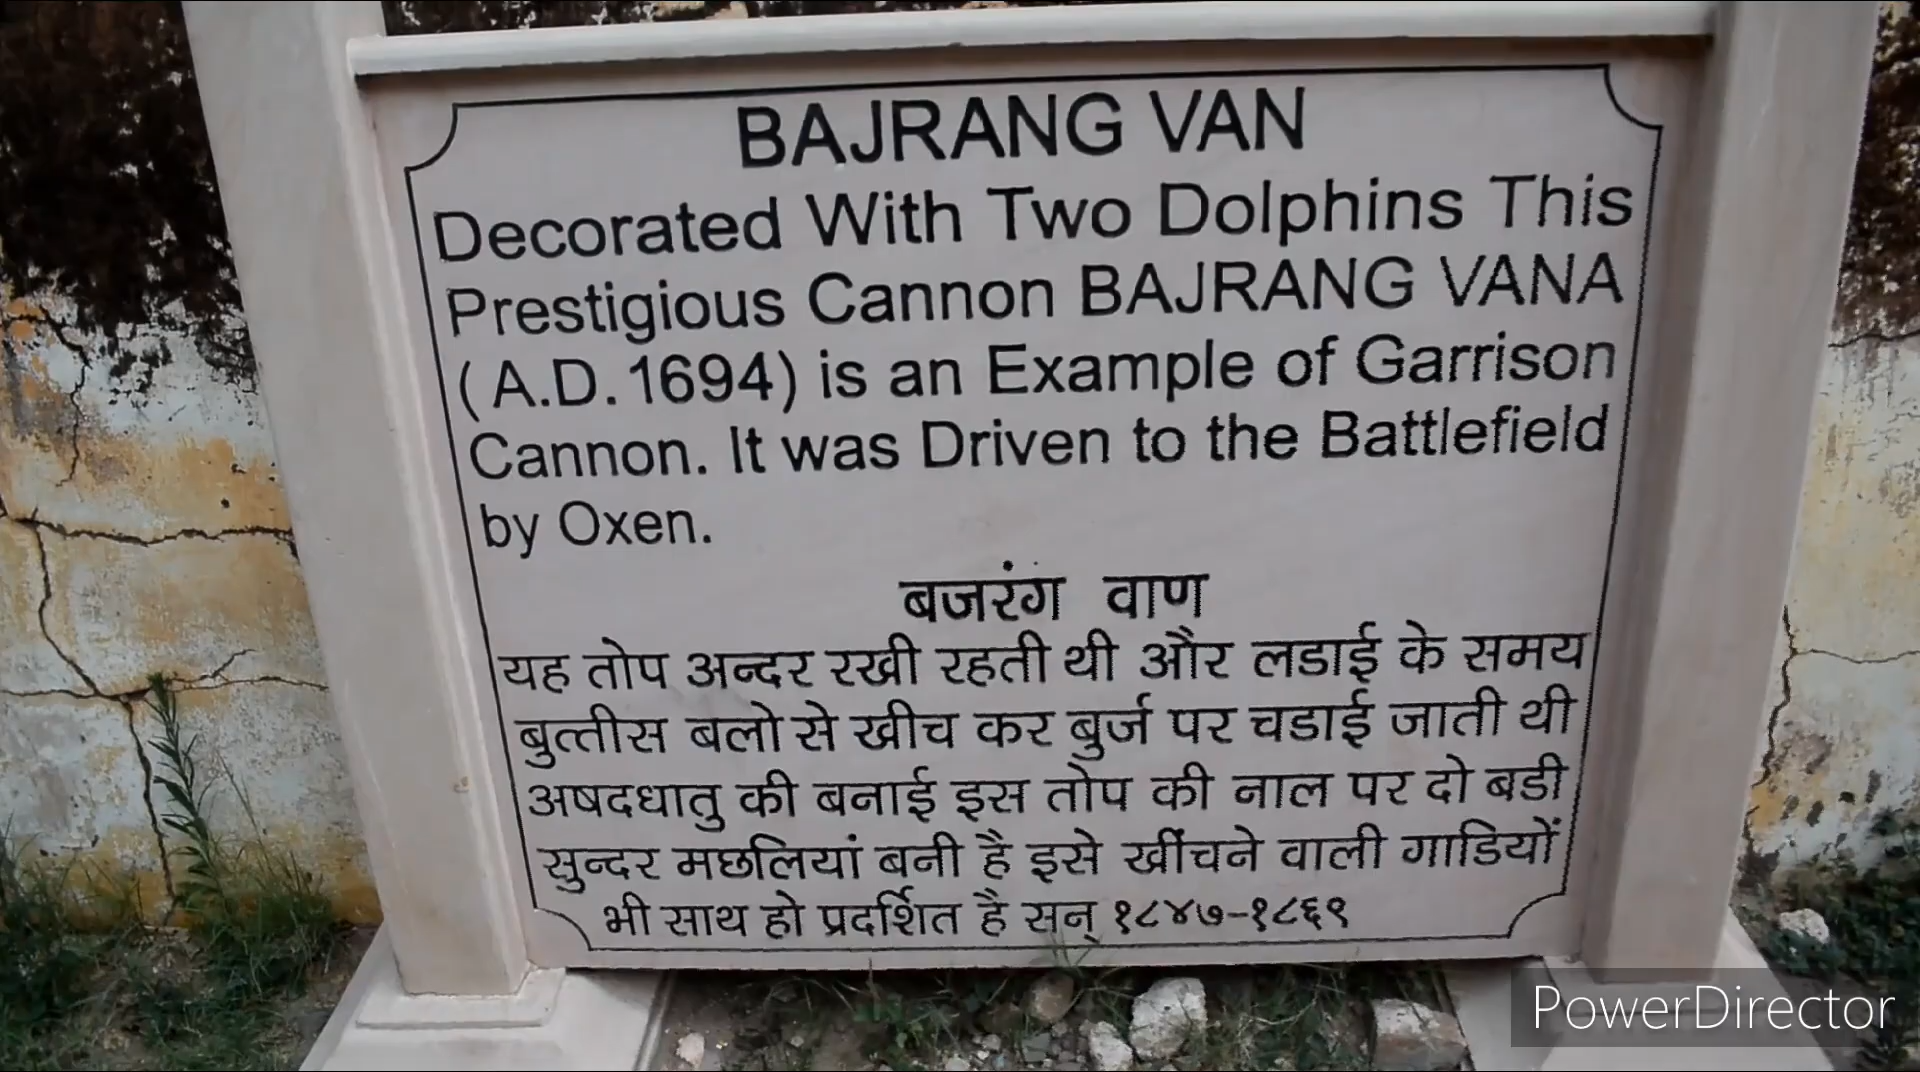 BAJRANG VAN
Decorated With Two Dolphins This
Prestigious Cannon BAJRANG VANA
(A.D. 1694) is an Example of Garrison
Cannon. It was Driven to the Battlefield
by Oxen.
बजरंग वाण
यह तोप अन्दर रखी रहती थी और लडाई के समय
बुत्तीस बलो से खीच कर बुर्ज पर चडाई जाती थी
अषदधातु की बनाई इस तोप की नाल पर दो बडी
सुन्दर मछलियां बनी है इसे खींचने वाली गाडियों
भी साथ हो प्रदर्शित है सन् १८४७-१८६९
PowerDirector